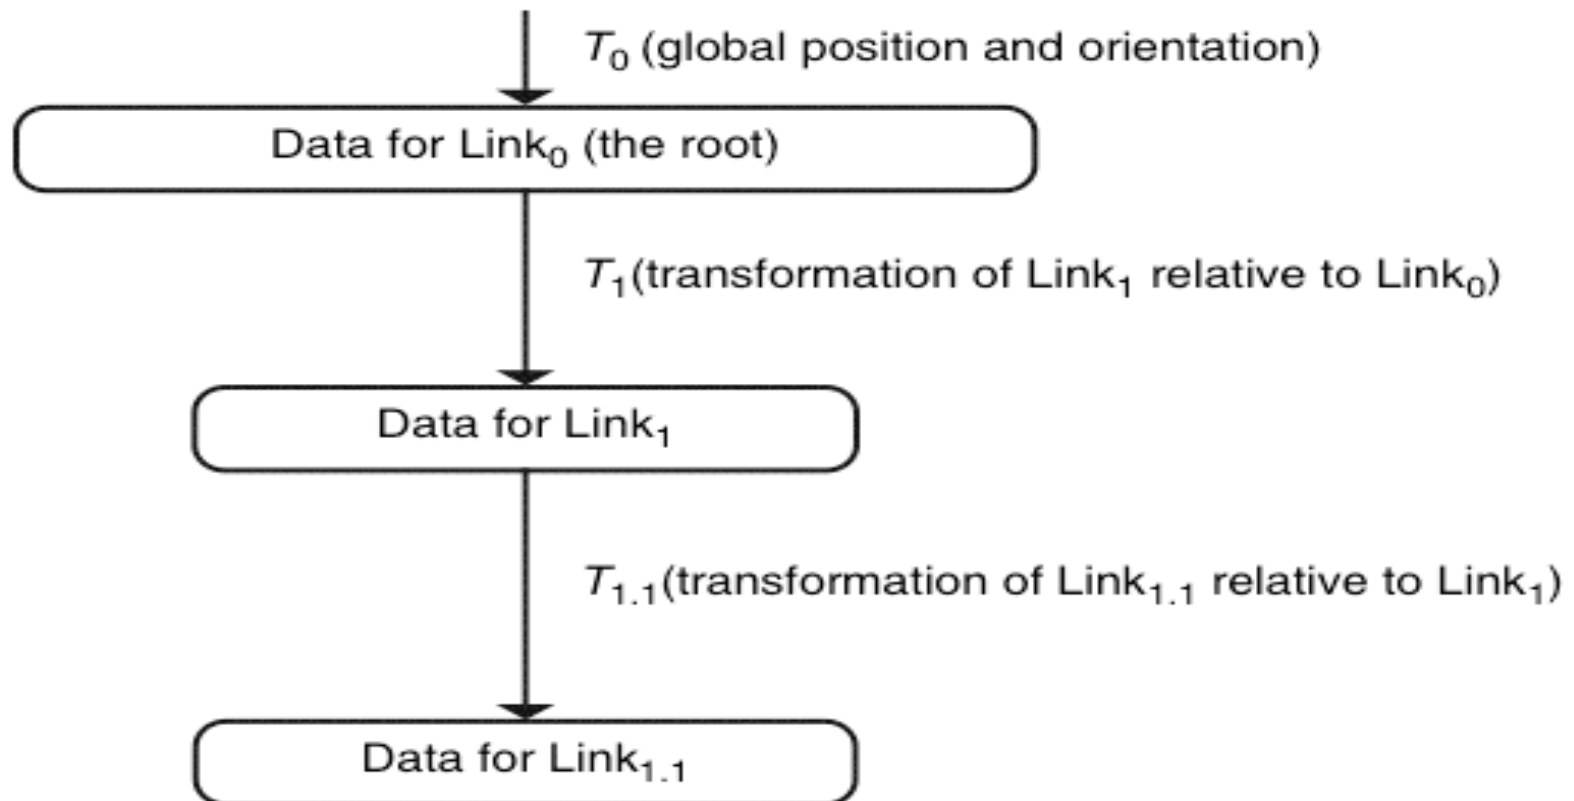 T₀ (global position and orientation)
Data for Link₀ (the root)
T₁(transformation of Link₁ relative to Link₀)
Data for Link₁
T₁.₁(transformation of Link₁.₁ relative to Link₁)
Data for Link₁.₁